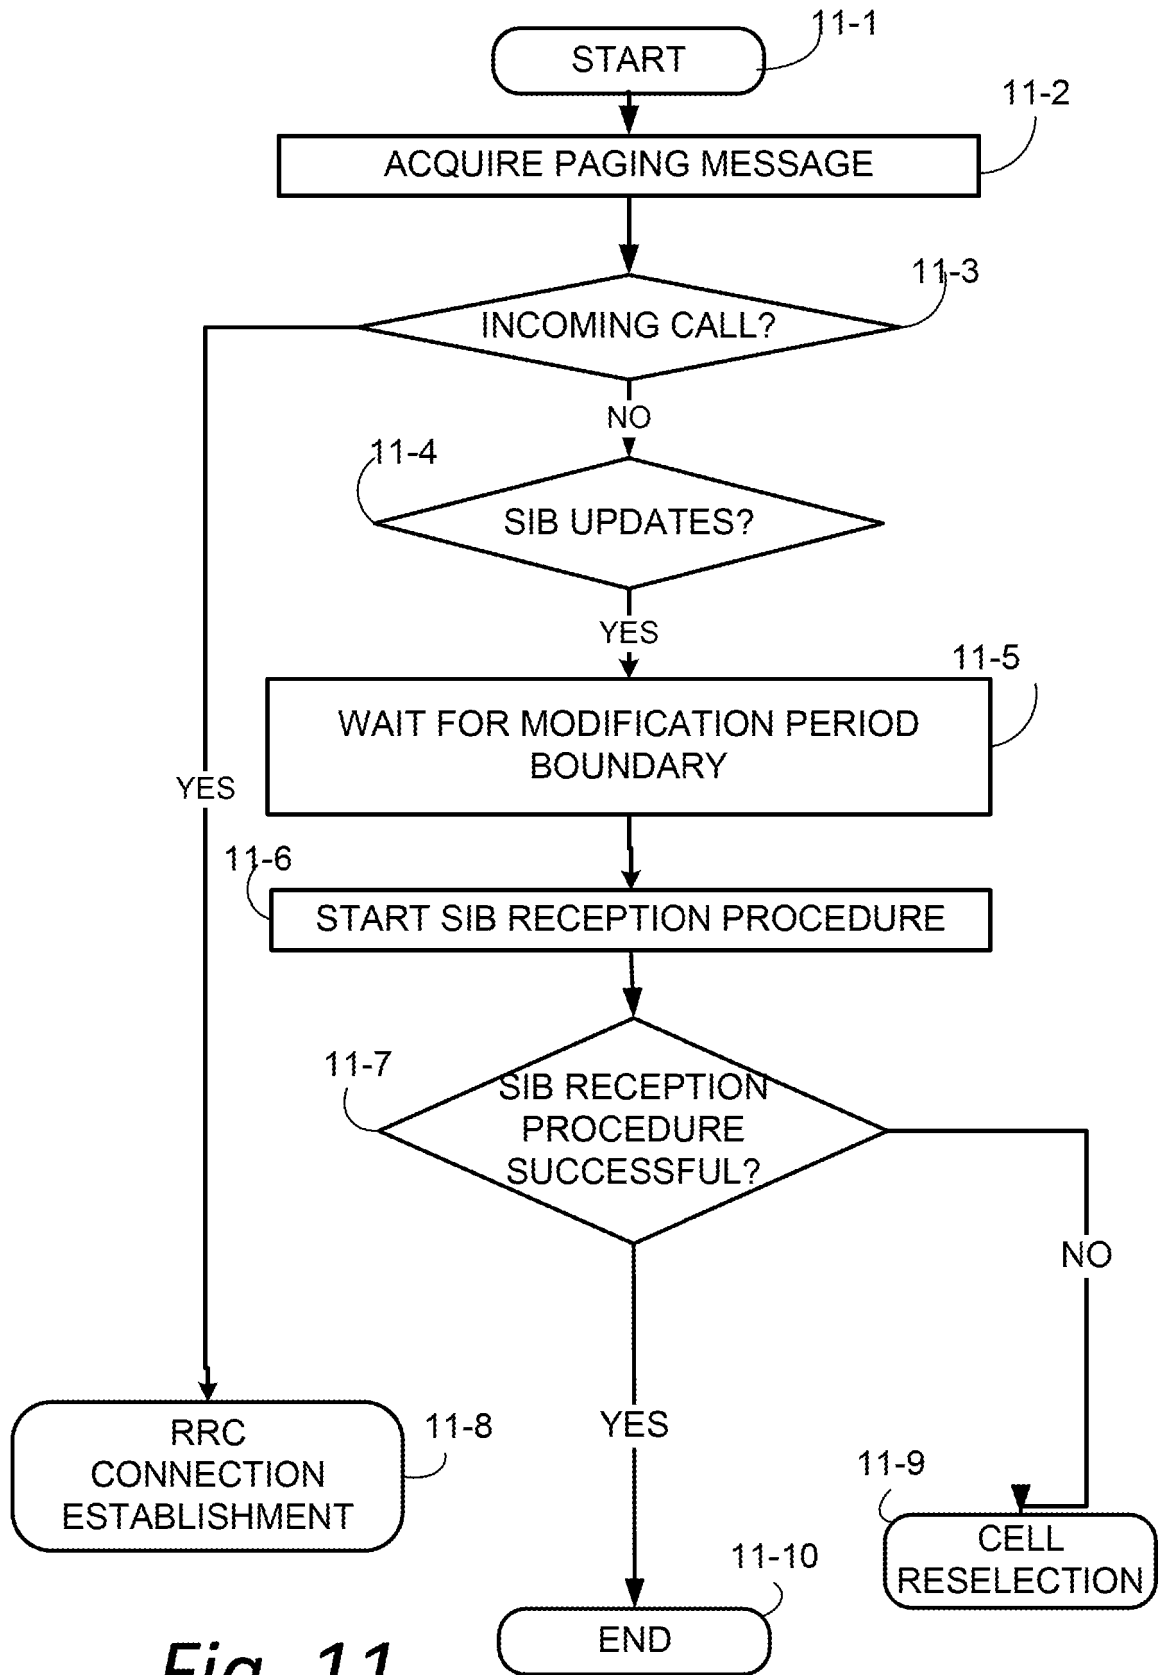 11-1
START
11-2
ACQUIRE PAGING MESSAGE
11-3
INCOMING CALL?
NO
11-4
SIB UPDATES?
YES
11-5
WAIT FOR MODIFICATION PERIOD
BOUNDARY
YES
11-6
START SIB RECEPTION PROCEDURE
11-7
SIB RECEPTION
PROCEDURE
SUCCESSFUL?
NO
YES
RRC
CONNECTION
ESTABLISHMENT
11-8
11-9
CELL
RESELECTION
11-10
END
Fig. 11